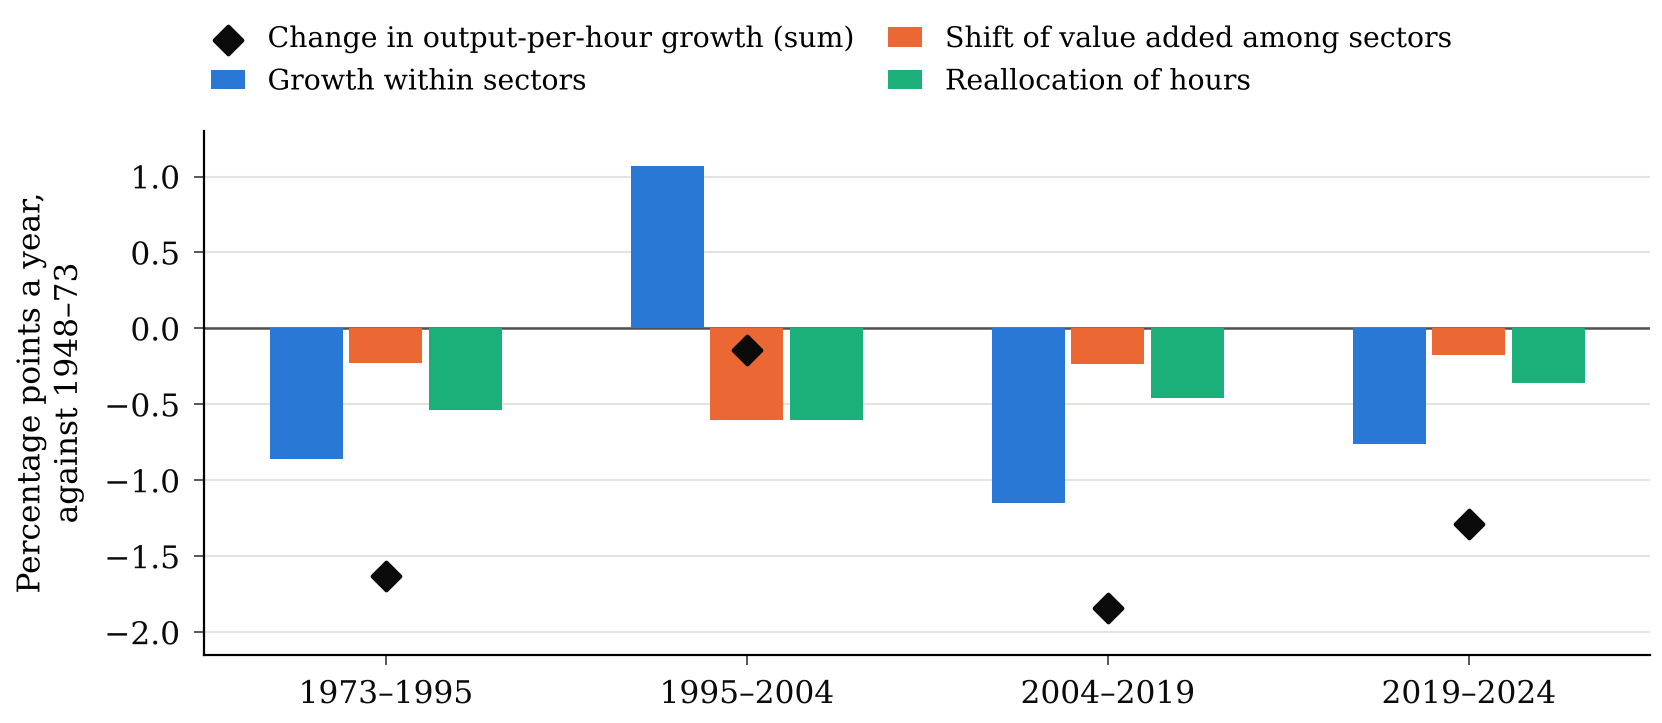 Change in output-per-hour growth (sum)
Growth within sectors
Shift of value added among sectors
Reallocation of hours
Percentage points a year,
against 1948–73
1.0
0.5
0.0
−0.5
−1.0
−1.5
−2.0
1973–1995
1995–2004
2004–2019
2019–2024